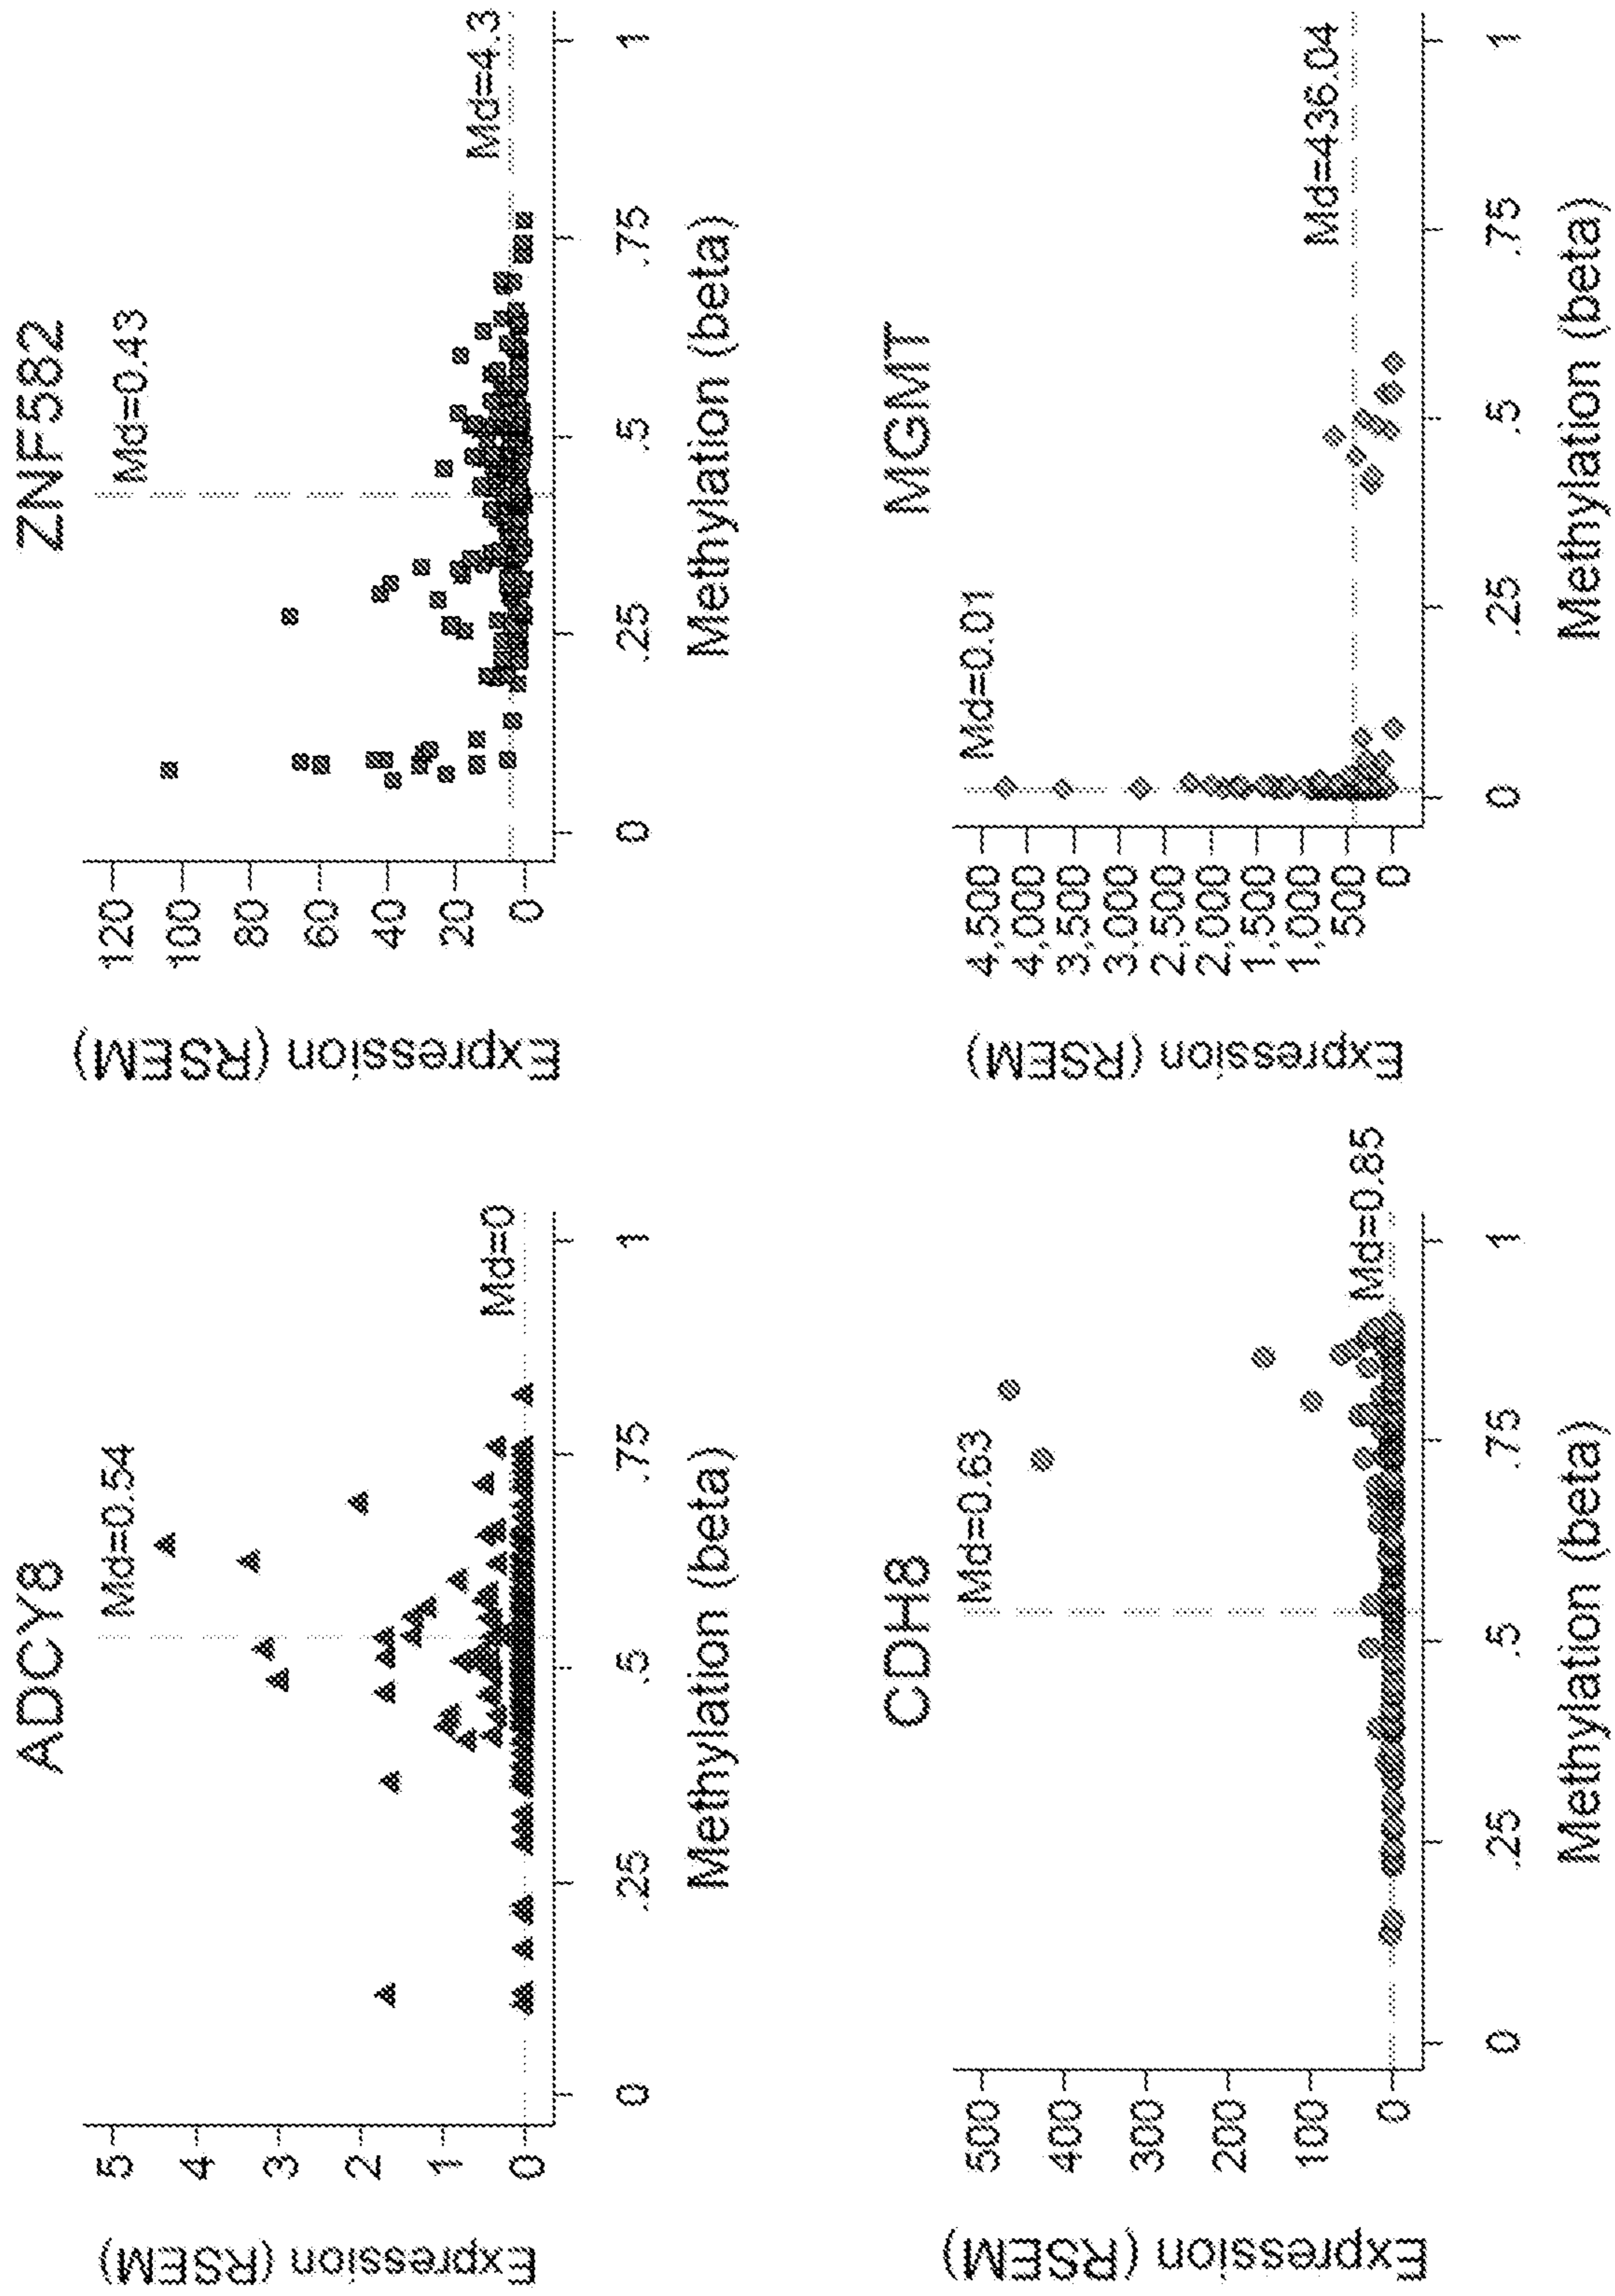 ADCY8
Md=0.54
Md=0
5
4
3
2
1
0
Expression (RSEM)
0
.25
.5
.75
1
Methylation (beta)
ZNF582
Md=0.43
Md=4.3
120
100
80
60
40
20
0
Expression (RSEM)
0
.25
.5
.75
1
Methylation (beta)
CDH8
Md=0.63
Md=0.85
500
400
300
200
100
0
Expression (RSEM)
0
.25
.5
.75
1
Methylation (beta)
MGMT
Md=0.01
Md=436.04
4,500
4,000
3,500
3,000
2,500
2,000
1,500
1,000
500
0
Expression (RSEM)
0
.25
.5
.75
1
Methylation (beta)